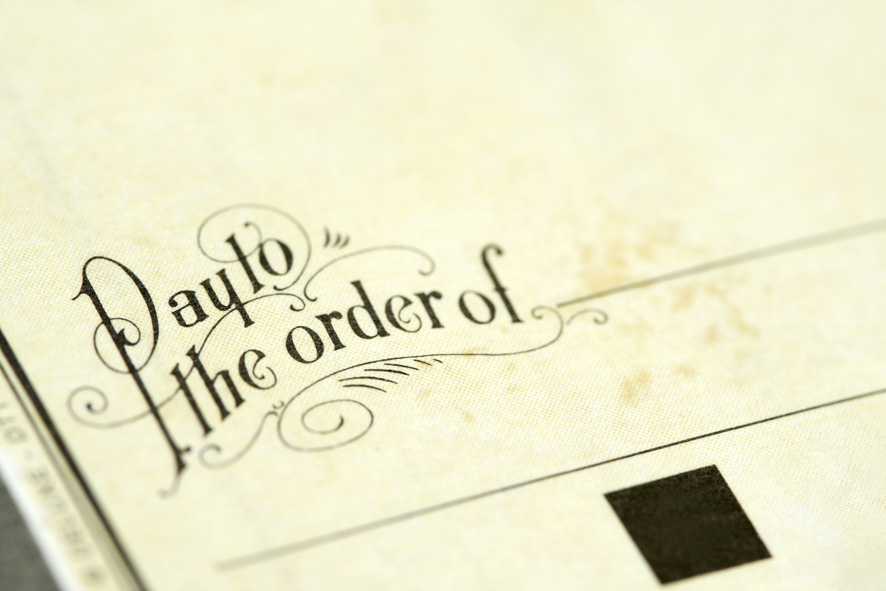 Pay to
the order of